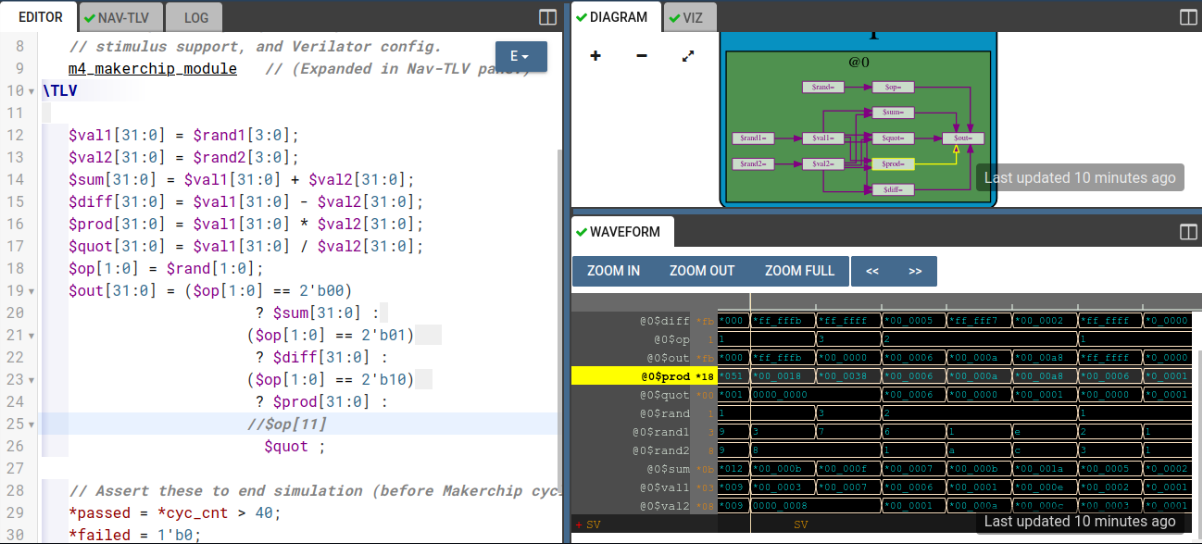 EDITOR
NAV-TLV
LOG
8 // stimulus support, and Verilator config.
E
9 m4_makerchip_module // (Expanded in Nav-TLV pane.)
10 \TLV
11
12 $val1[31:0] = $rand1[3:0];
13 $val2[31:0] = $rand2[3:0];
14 $sum[31:0] = $val1[31:0] + $val2[31:0];
15 $diff[31:0] = $val1[31:0] - $val2[31:0];
16 $prod[31:0] = $val1[31:0] * $val2[31:0];
17 $quot[31:0] = $val1[31:0] / $val2[31:0];
18 $op[1:0] = $rand[1:0];
19 $out[31:0] = ($op[1:0] == 2'b00)
20 ? $sum[31:0] :
21 ($op[1:0] == 2'b01)
22 ? $diff[31:0] :
23 ($op[1:0] == 2'b10)
24 ? $prod[31:0] :
25 //$op[11]
26 $quot ;
27
28 // Assert these to end simulation (before Makerchip cyc
29 *passed = *cyc_cnt > 40;
30 *failed = 1'b0;
DIAGRAM
VIZ
+ −
@0
$rand= $op=
$sum=
$rand1= $val1= $quot= $out=
$rand2= $val2= $prod=
$diff=
Last updated 10 minutes ago
WAVEFORM
ZOOM IN ZOOM OUT ZOOM FULL << >>
@0$diff *fb *000 *ff_fffb *ff_ffff *00_0005 *ff_fff7 *00_0002 *ff_ffff *0_0000
@0$op 1 1 3 2 1
@0$out *fb *000 *ff_fffb *00_0000 *00_0006 *00_000a *00_00a8 *ff_ffff *0_0000
@0$prod *18 *051 *00_0018 *00_0038 *00_0006 *00_000a *00_00a8 *00_0006 *0_0001
@0$quot *00 *001 0000_0000 *00_0006 *00_0000 *00_0001 *00_0000 *0_0001
@0$rand 1 1 3 2 1
@0$rand1 3 9 3 7 6 1 e 2 1
@0$rand2 8 9 8 1 a c 3 1
@0$sum *0b *012 *00_000b *00_000f *00_0007 *00_000b *00_001a *00_0005 *0_0002
@0$val1 *03 *009 *00_0003 *00_0007 *00_0006 *00_0001 *00_000e *00_0002 *0_0001
@0$val2 *08 *009 0000_0008 *00_0001 *00_000a *00_000c *00_0003 *0_0001
+ SV SV
Last updated 10 minutes ago